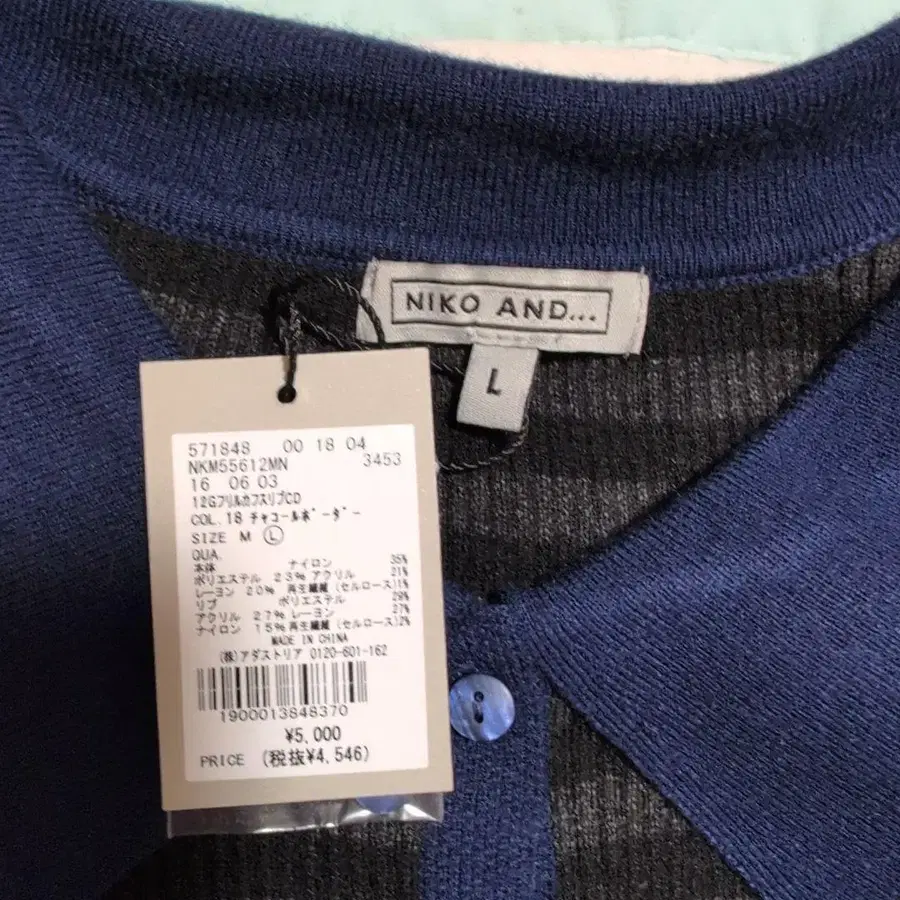 NIKO AND...
L
571848 00 18 04
NKM55612MN 3453
16 06 03
12GフリルカフスリブCD
COL.18 チャコールボーダー
SIZE M Ⓛ
QUA.
本体 ナイロン 35%
ポリエステル 23% アクリル 21%
レーヨン 20% 再生繊維(セルロース)1%
リブ ポリエステル 29%
アクリル 27% レーヨン 27%
ナイロン 15% 再生繊維(セルロース)2%
MADE IN CHINA
(株)アダストリア 0120-601-162
1900013848370
¥5,000
PRICE (税抜¥4,546)